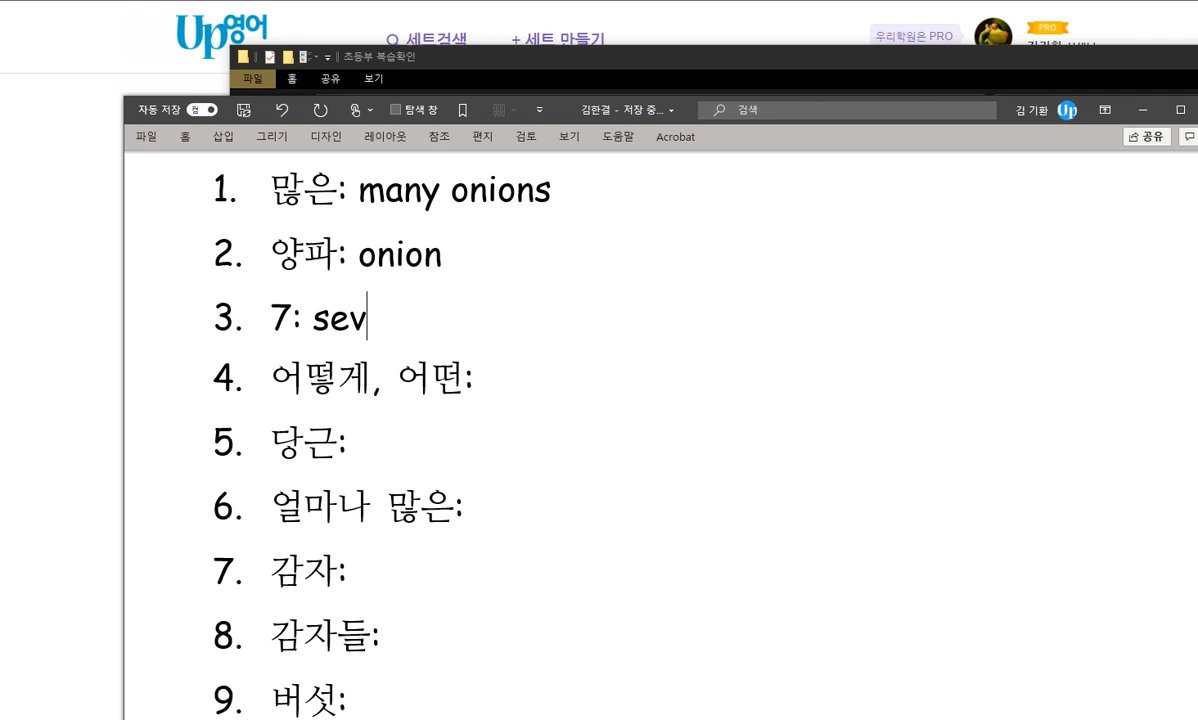 Up영어
세트검색
+ 세트 만들기
우리학원은 PRO
PRO
초등부 복습확인
파일 홈 공유 보기
자동 저장 컴 탐색 창 김한결 - 저장 중... 검색 김 기환 Up
파일 홈 삽입 그리기 디자인 레이아웃 참조 편지 검토 보기 도움말 Acrobat 공유
1. 많은: many onions
2. 양파: onion
3. 7: sev
4. 어떻게, 어떤:
5. 당근:
6. 얼마나 많은:
7. 감자:
8. 감자들:
9. 버섯: